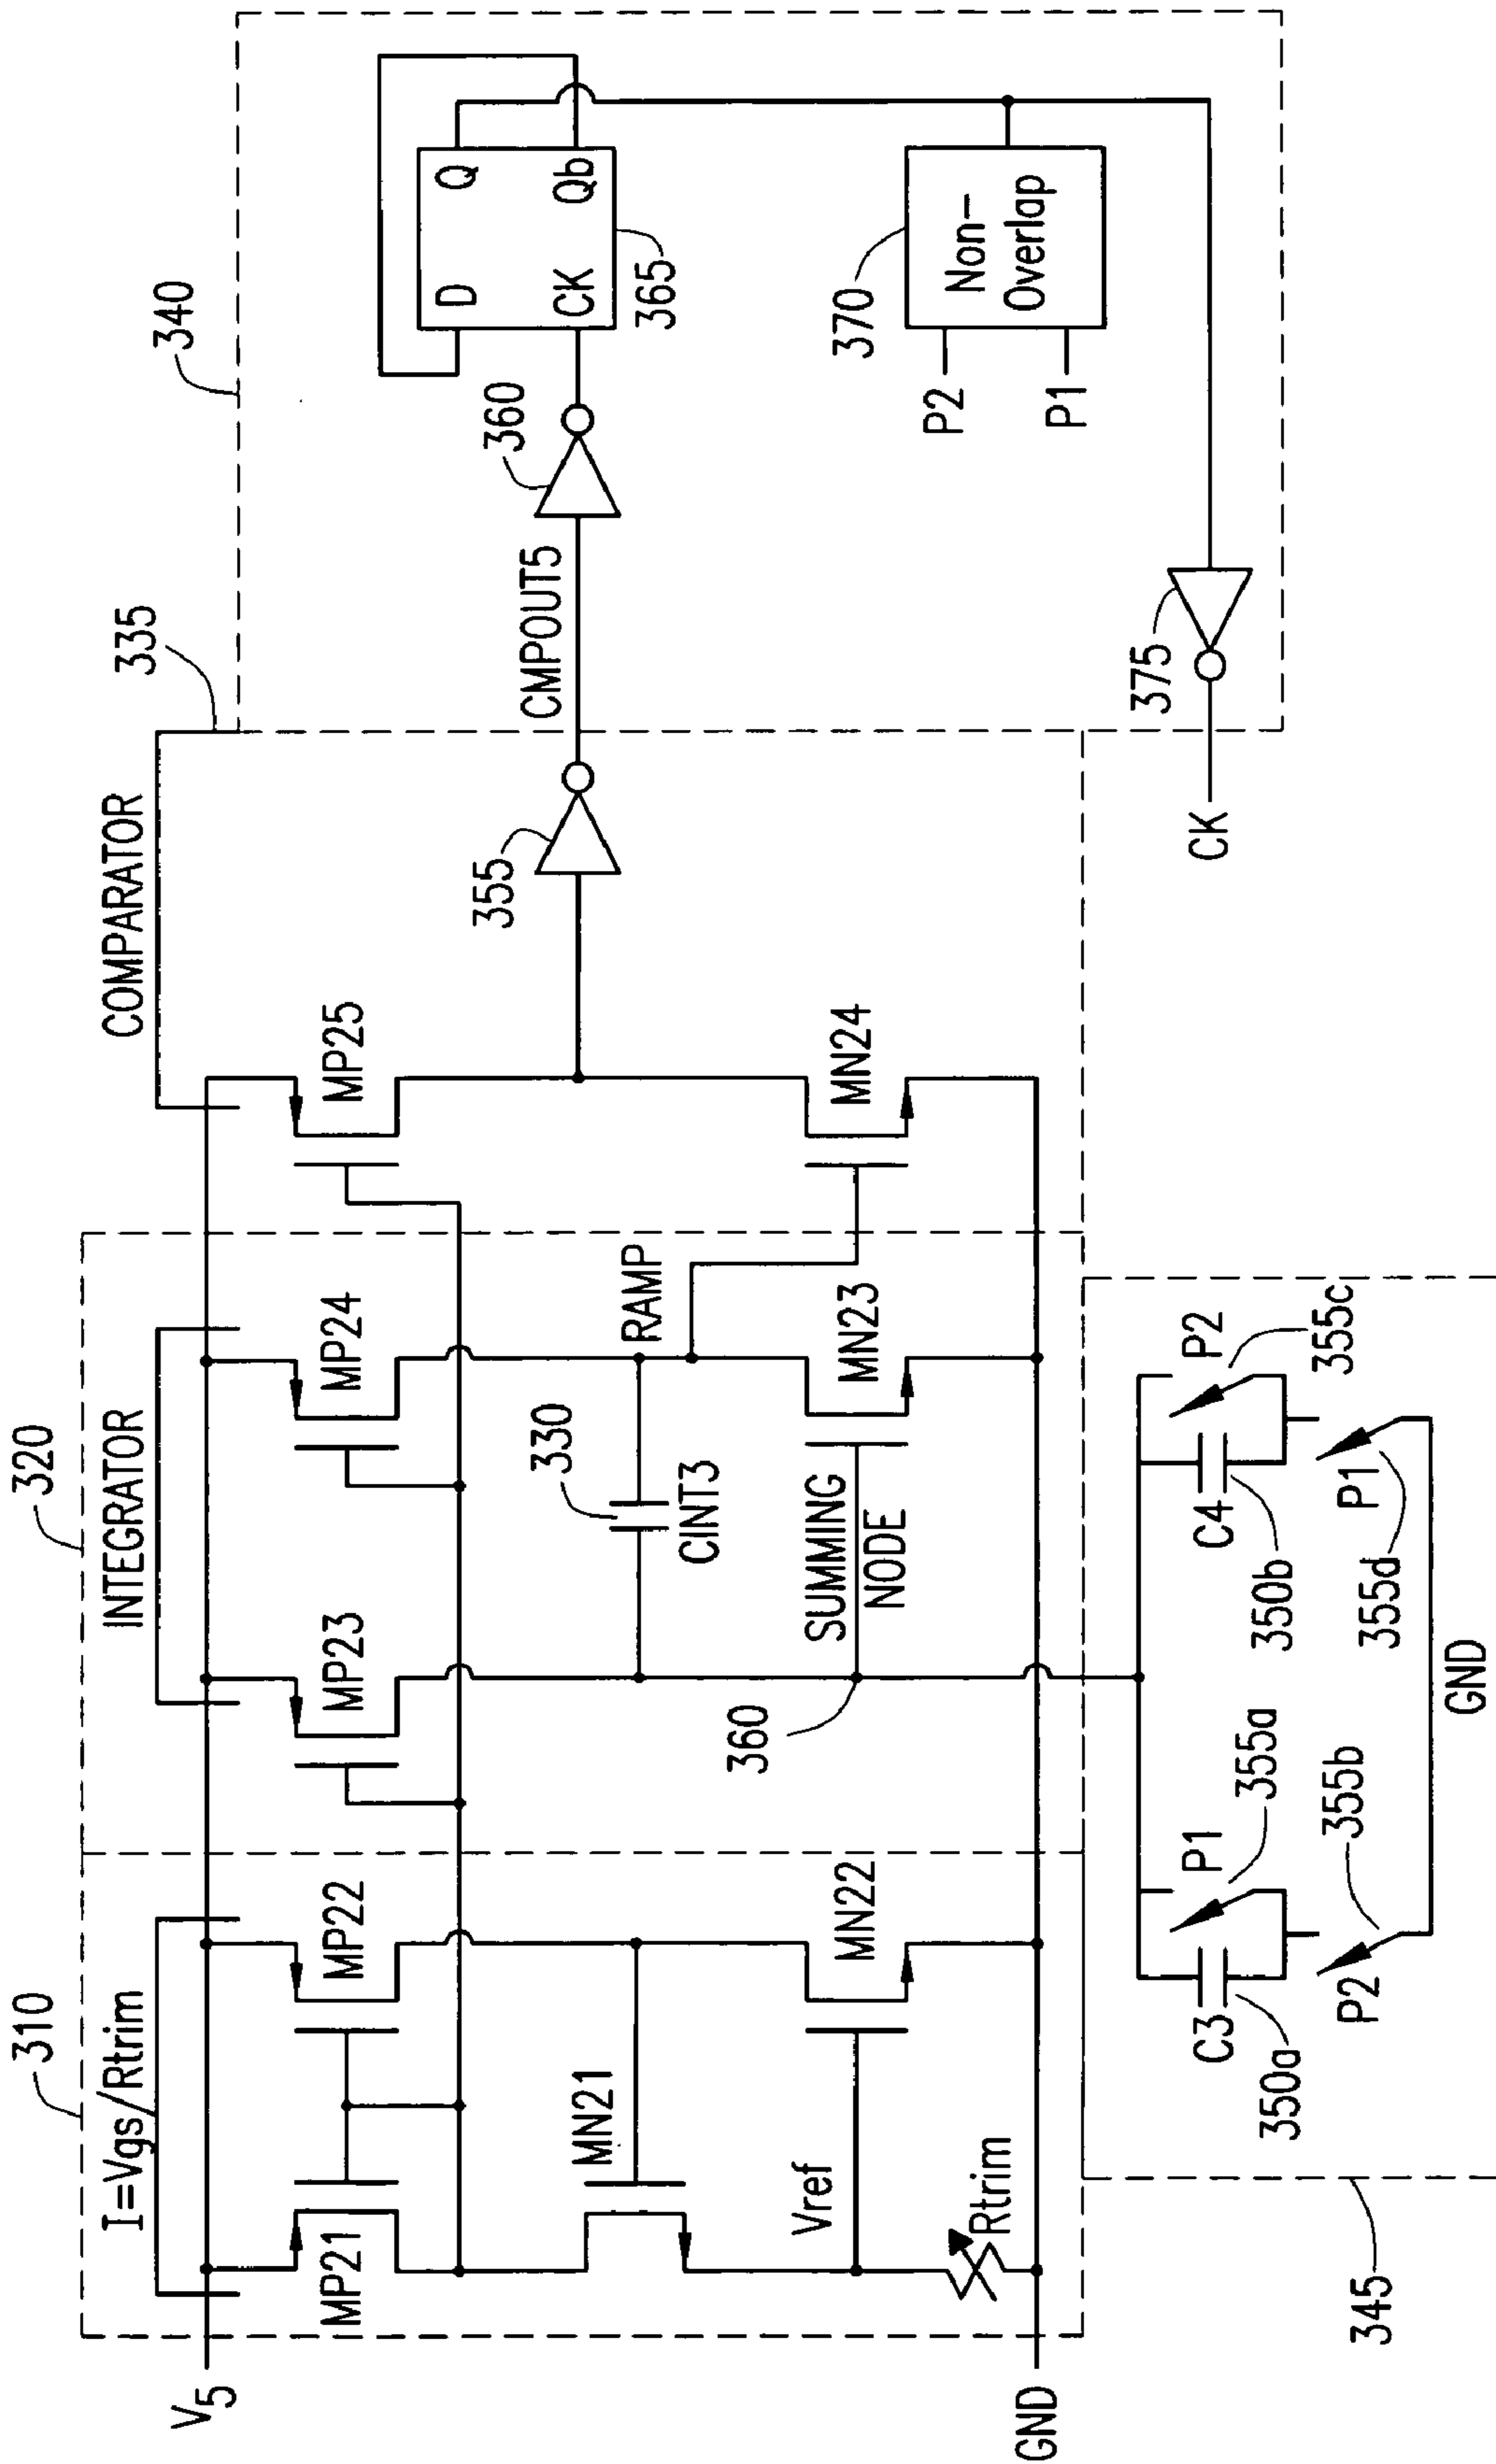 310
I=Vgs/Rtrim
320
INTEGRATOR
COMPARATOR
335
340
V5
MP21
MP22
MP23
MP24
MP25
MN21
330
CINT3
RAMP
355
CMPOUT5
360
D
Q
CK
Qb
365
Vref
MN22
360
SUMMING
NODE
MN23
MN24
Rtrim
GND
370
P2
P1
Non-
Overlap
375
CK
C3
350a
P1
355a
P2
355b
C4
350b
P2
355c
P1
355d
GND
345